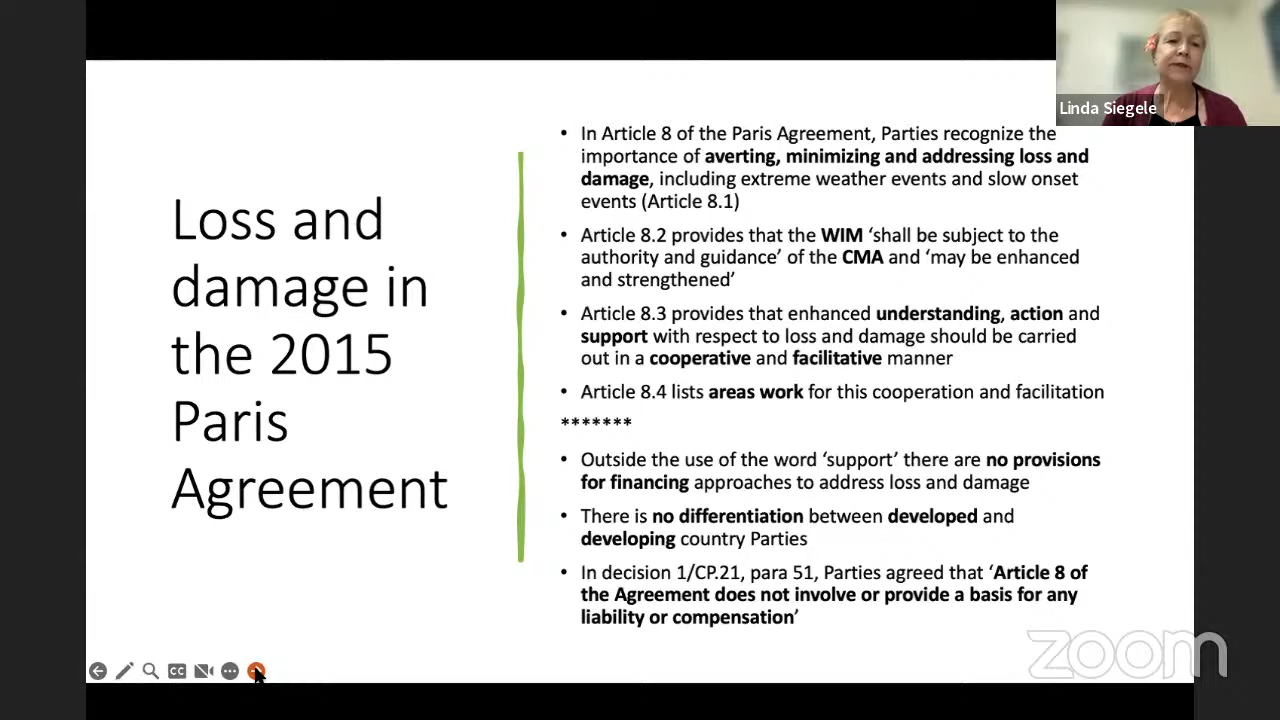 Linda Siegele
Loss and
damage in
the 2015
Paris
Agreement
• In Article 8 of the Paris Agreement, Parties recognize the
importance of averting, minimizing and addressing loss and
damage, including extreme weather events and slow onset
events (Article 8.1)
• Article 8.2 provides that the WIM ‘shall be subject to the
authority and guidance’ of the CMA and ‘may be enhanced
and strengthened’
• Article 8.3 provides that enhanced understanding, action and
support with respect to loss and damage should be carried
out in a cooperative and facilitative manner
• Article 8.4 lists areas work for this cooperation and facilitation
*******
• Outside the use of the word ‘support’ there are no provisions
for financing approaches to address loss and damage
• There is no differentiation between developed and
developing country Parties
• In decision 1/CP.21, para 51, Parties agreed that ‘Article 8 of
the Agreement does not involve or provide a basis for any
liability or compensation’
CC
zoom